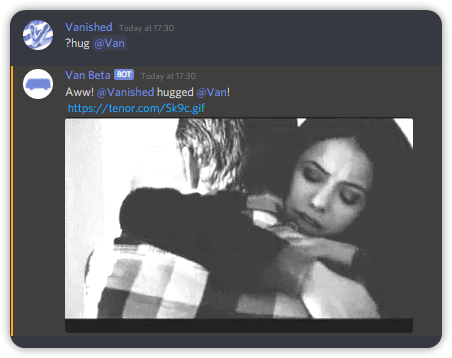 Vanished Today at 17:30
?hug @Van
Van Beta BOT Today at 17:30
Aww! @Vanished hugged @Van!
https://tenor.com/Sk9c.gif